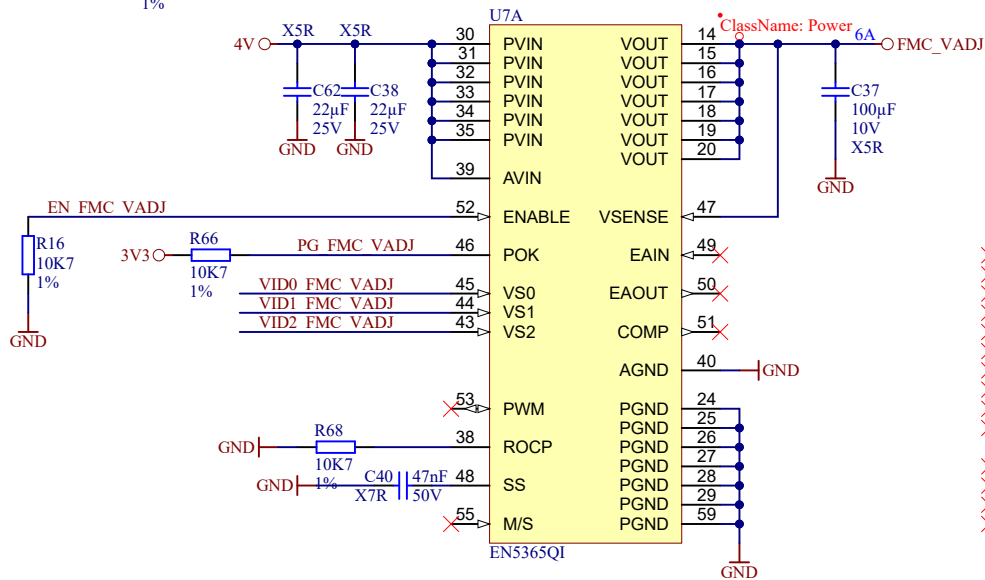 1%
U7A
ClassName: Power
4V
X5R
X5R
30
PVIN
VOUT
14
6A
FMC_VADJ
31
PVIN
VOUT
15
32
PVIN
VOUT
16
C62
22µF
25V
GND
C38
22µF
25V
GND
33
PVIN
VOUT
17
C37
100µF
10V
X5R
GND
34
PVIN
VOUT
18
35
PVIN
VOUT
19
VOUT
20
39
AVIN
EN_FMC_VADJ
52
ENABLE
VSENSE
47
R16
10K7
1%
GND
3V3
R66
10K7
1%
PG_FMC_VADJ
46
POK
EAIN
49
VID0_FMC_VADJ
45
VS0
EAOUT
50
VID1_FMC_VADJ
44
VS1
VID2_FMC_VADJ
43
VS2
COMP
51
AGND
40
GND
53
PWM
PGND
24
PGND
25
GND
R68
10K7
1%
38
ROCP
PGND
26
PGND
27
GND
C40
X7R
47nF
50V
48
SS
PGND
28
PGND
29
55
M/S
PGND
59
EN5365QI
GND